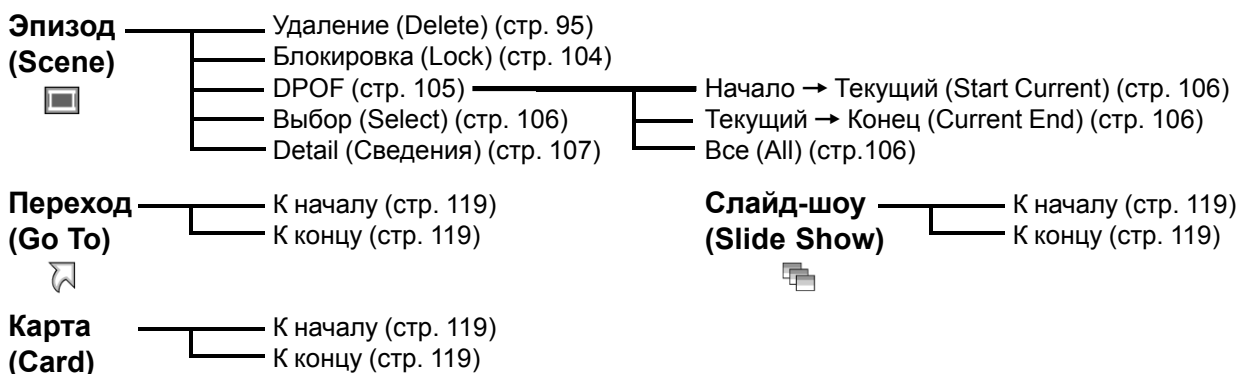 Эпизод
(Scene)
Удаление (Delete) (стр. 95)
Блокировка (Lock) (стр. 104)
DPOF (стр. 105)
Выбор (Select) (стр. 106)
Detail (Сведения) (стр. 107)
Начало → Текущий (Start Current) (стр. 106)
Текущий → Конец (Current End) (стр. 106)
Все (All) (стр.106)
Переход
(Go To)
К началу (стр. 119)
К концу (стр. 119)
Слайд-шоу
(Slide Show)
К началу (стр. 119)
К концу (стр. 119)
Карта
(Card)
К началу (стр. 119)
К концу (стр. 119)